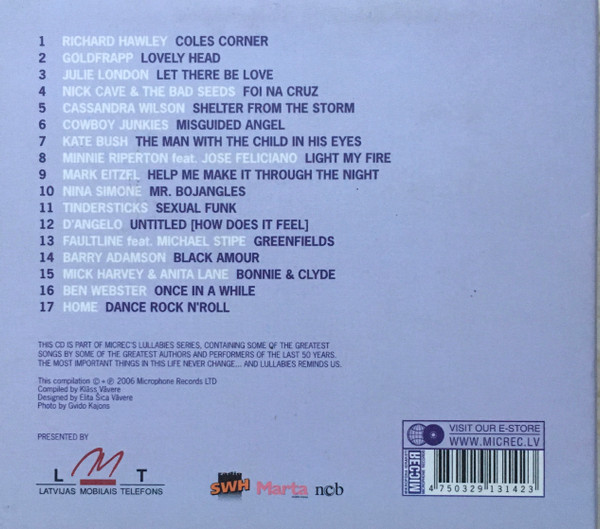 1 RICHARD HAWLEY COLES CORNER
2 GOLDFRAPP LOVELY HEAD
3 JULIE LONDON LET THERE BE LOVE
4 NICK CAVE & THE BAD SEEDS FOI NA CRUZ
5 CASSANDRA WILSON SHELTER FROM THE STORM
6 COWBOY JUNKIES MISGUIDED ANGEL
7 KATE BUSH THE MAN WITH THE CHILD IN HIS EYES
8 MINNIE RIPERTON feat. JOSE FELICIANO LIGHT MY FIRE
9 MARK EITZEL HELP ME MAKE IT THROUGH THE NIGHT
10 NINA SIMONE MR. BOJANGLES
11 TINDERSTICKS SEXUAL FUNK
12 D'ANGELO UNTITLED [HOW DOES IT FEEL]
13 FAULTLINE feat. MICHAEL STIPE GREENFIELDS
14 BARRY ADAMSON BLACK AMOUR
15 MICK HARVEY & ANITA LANE BONNIE & CLYDE
16 BEN WEBSTER ONCE IN A WHILE
17 HOME DANCE ROCK N'ROLL
THIS CD IS PART OF MICREC'S LULLABIES SERIES, CONTAINING SOME OF THE GREATEST
SONGS BY SOME OF THE GREATEST AUTHORS AND PERFORMERS OF THE LAST 50 YEARS.
THE MOST IMPORTANT THINGS IN THIS LIFE NEVER CHANGE... AND LULLABIES REMINDS US.
This compilation © + ℗ 2006 Microphone Records LTD
Compiled by Klāss Vāvere
Designed by Elita Šica Vāvere
Photo by Gvido Kajons
PRESENTED BY
LMT
LATVIJAS MOBILAIS TELEFONS
radio
SWH
Marta
ncb
VISIT OUR E-STORE
WWW.MICREC.LV
MICREC
4 750329 131423